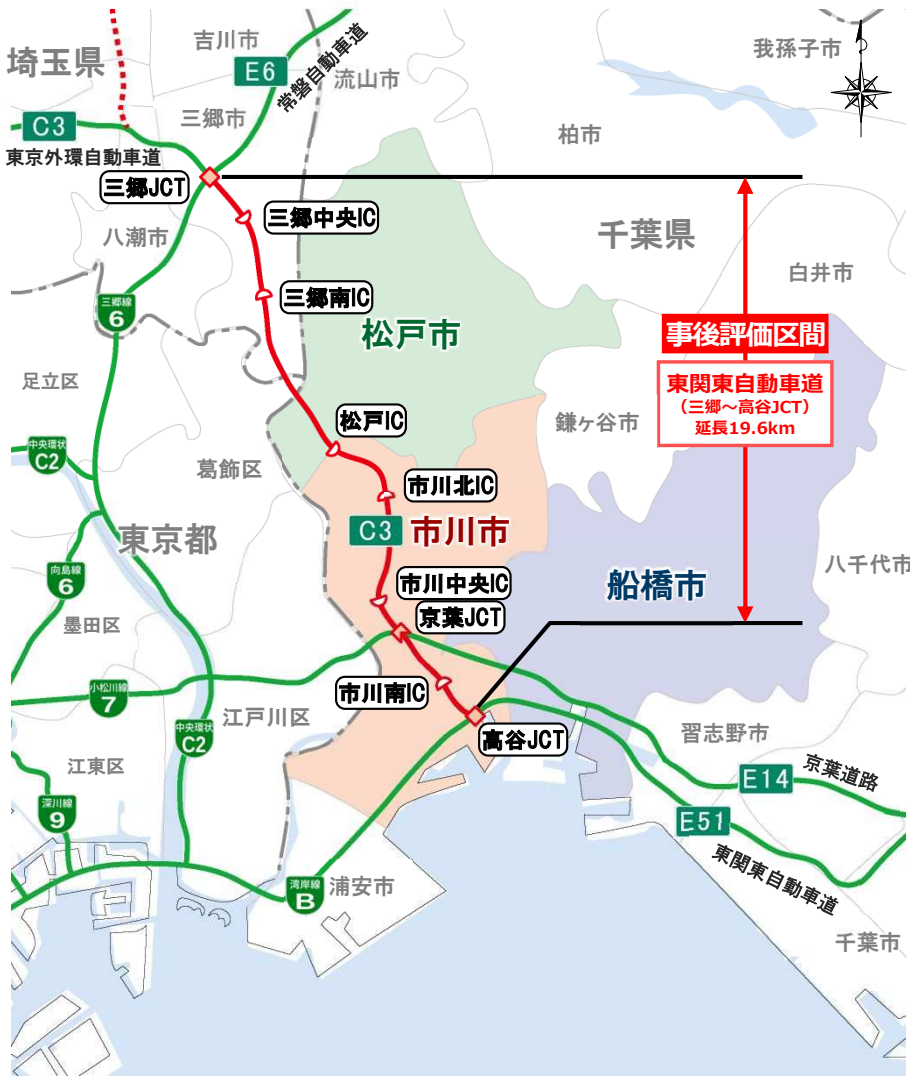 吉川市
我孫子市
埼玉県
E6
常磐自動車道
流山市
三郷市
C3
柏市
東京外環自動車道
三郷JCT
三郷中央IC
千葉県
八潮市
白井市
三郷南IC
三郷線
6
松戸市
事後評価区間
東関東自動車道
(三郷~高谷JCT)
延長19.6km
足立区
松戸IC
鎌ヶ谷市
中央環状
C2
葛飾区
市川北IC
C3
市川市
東京都
向島線
6
市川中央IC
船橋市
八千代市
京葉JCT
墨田区
小松川線
7
市川南IC
江戸川区
中央環状
C2
高谷JCT
習志野市
江東区
京葉道路
E14
深川線
9
E51
東関東自動車道
湾岸線
B
浦安市
千葉市